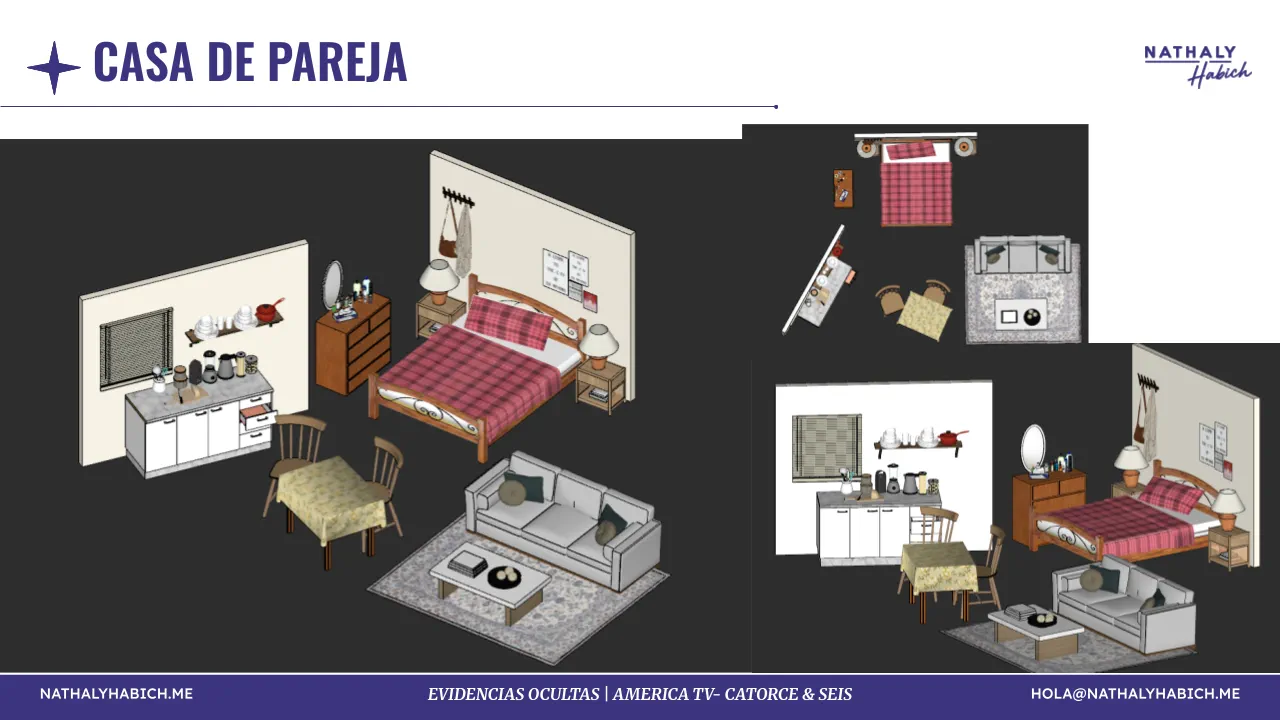 CASA DE PAREJA
NATHALY
Habich
NATHALYHABICH.ME
EVIDENCIAS OCULTAS | AMERICA TV- CATORCE & SEIS
HOLA@NATHALYHABICH.ME